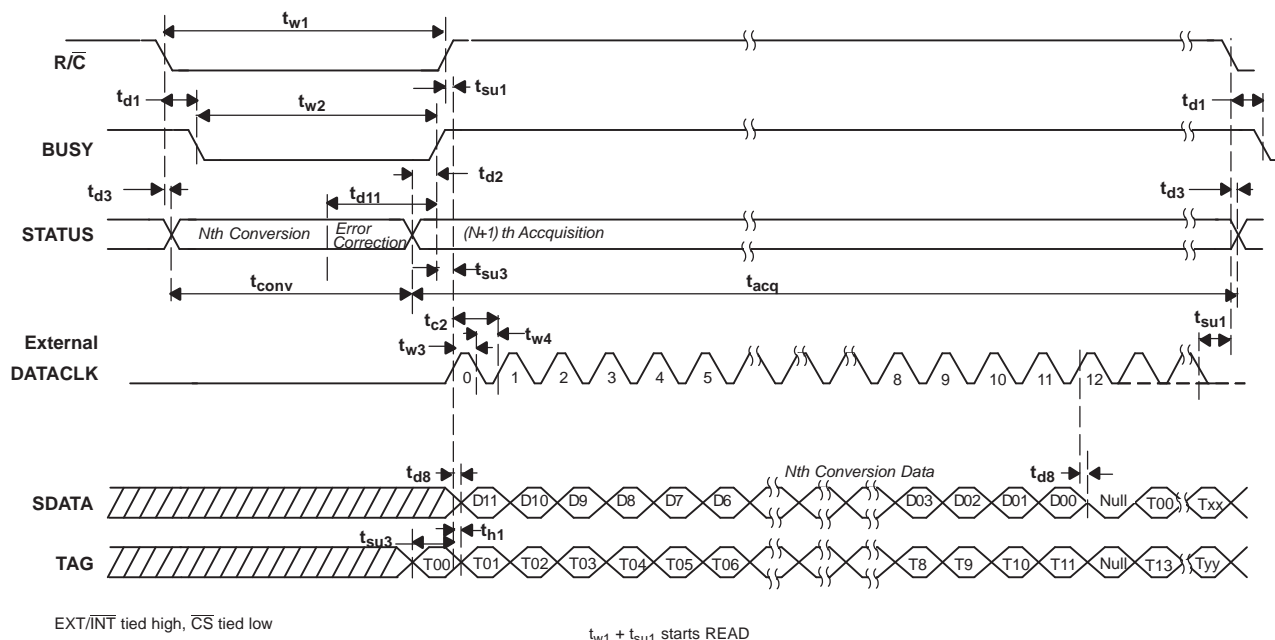 tw1
R/C̅
tsu1
td1
tw2
td1
BUSY
td2
td3
td11
td3
STATUS
Nth Conversion
Error
Correction
(N+1) th Accquisition
tsu3
tconv
tacq
tc2
tsu1
External
tw3
tw4
DATACLK
0 1 2 3 4 5 8 9 10 11 12
Nth Conversion Data
td8
td8
SDATA
D11 D10 D9 D8 D7 D6 D03 D02 D01 D00 Null T00 Txx
tsu3
th1
TAG
T00 T01 T02 T03 T04 T05 T06 T8 T9 T10 T11 Null T13 Tyy
EXT/I̅N̅T̅ tied high, C̅S̅ tied low
tw1 + tsu1 starts READ